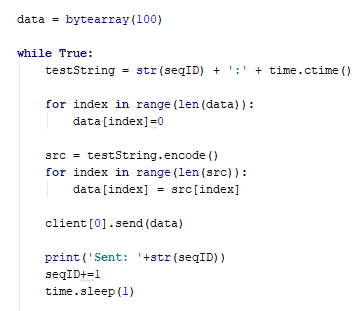 data = bytearray(100)
while True:
    testString = str(seqID) + ':' + time.ctime()
    for index in range(len(data)):
        data[index]=0
    src = testString.encode()
    for index in range(len(src)):
        data[index] = src[index]
    client[0].send(data)
    print('Sent: '+str(seqID))
    seqID+=1
    time.sleep(1)